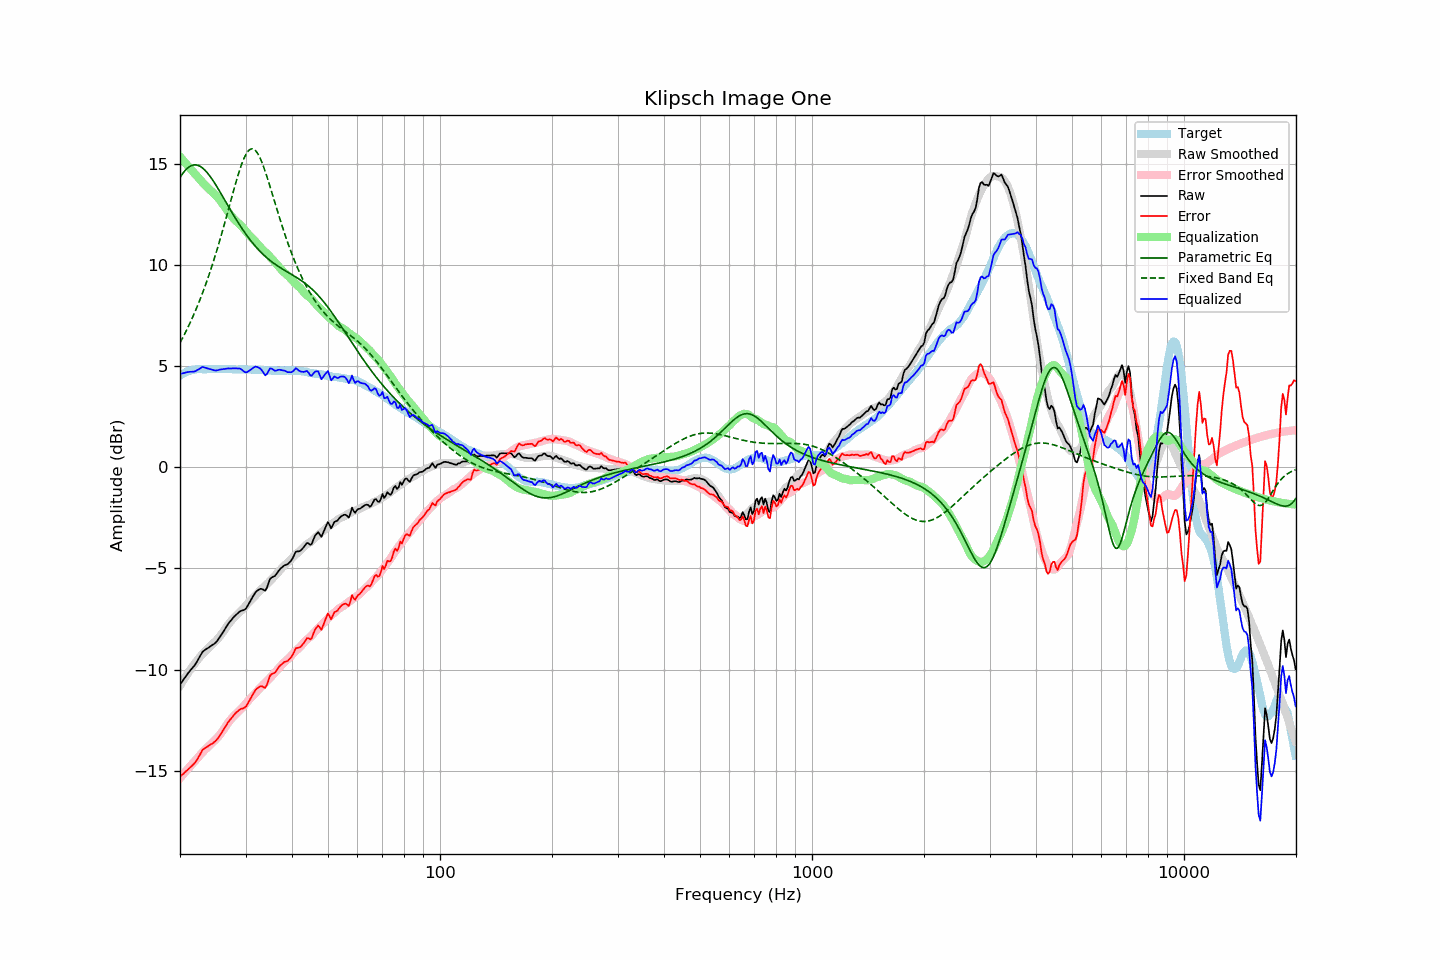 Klipsch Image One
Target
Raw Smoothed
Error Smoothed
Raw
Error
Equalization
Parametric Eq
Fixed Band Eq
Equalized
Amplitude (dBr)
15
10
5
0
−5
−10
−15
100
1000
10000
Frequency (Hz)